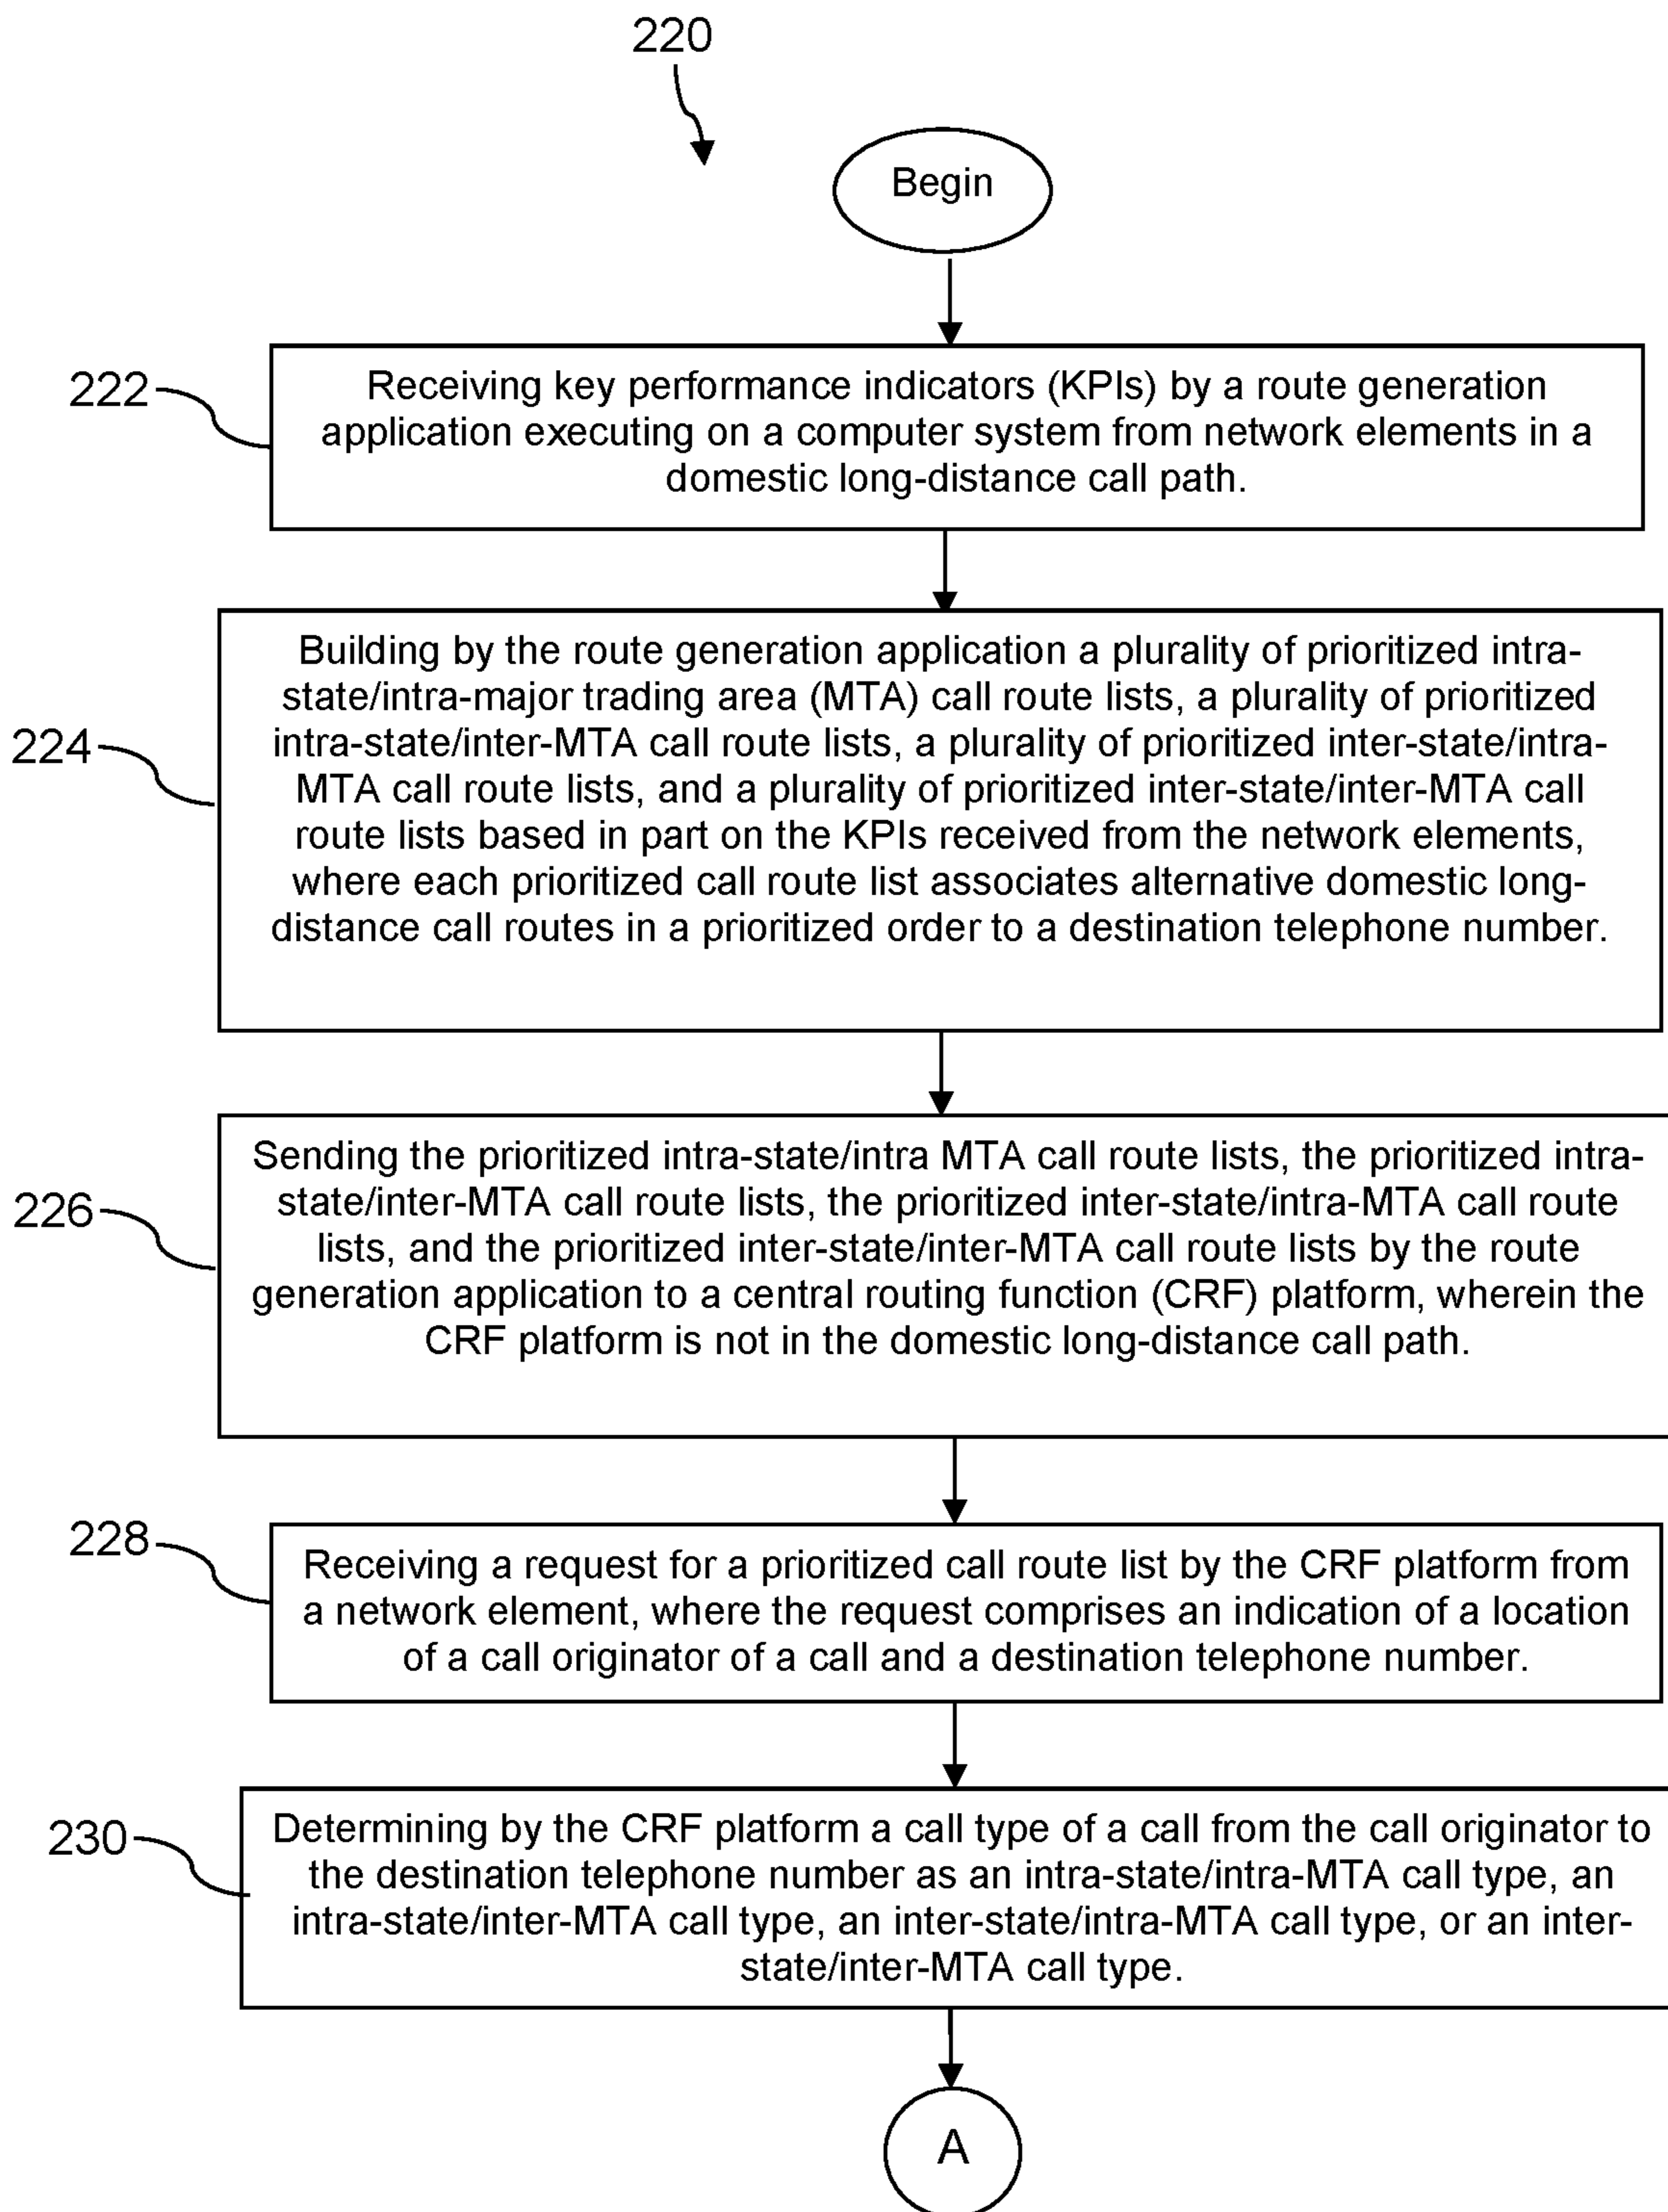 220
Begin
222
Receiving key performance indicators (KPIs) by a route generation
application executing on a computer system from network elements in a
domestic long-distance call path.
224
Building by the route generation application a plurality of prioritized intra-
state/intra-major trading area (MTA) call route lists, a plurality of prioritized
intra-state/inter-MTA call route lists, a plurality of prioritized inter-state/intra-
MTA call route lists, and a plurality of prioritized inter-state/inter-MTA call
route lists based in part on the KPIs received from the network elements,
where each prioritized call route list associates alternative domestic long-
distance call routes in a prioritized order to a destination telephone number.
226
Sending the prioritized intra-state/intra MTA call route lists, the prioritized intra-
state/inter-MTA call route lists, the prioritized inter-state/intra-MTA call route
lists, and the prioritized inter-state/inter-MTA call route lists by the route
generation application to a central routing function (CRF) platform, wherein the
CRF platform is not in the domestic long-distance call path.
228
Receiving a request for a prioritized call route list by the CRF platform from
a network element, where the request comprises an indication of a location
of a call originator of a call and a destination telephone number.
230
Determining by the CRF platform a call type of a call from the call originator to
the destination telephone number as an intra-state/intra-MTA call type, an
intra-state/inter-MTA call type, an inter-state/intra-MTA call type, or an inter-
state/inter-MTA call type.
A